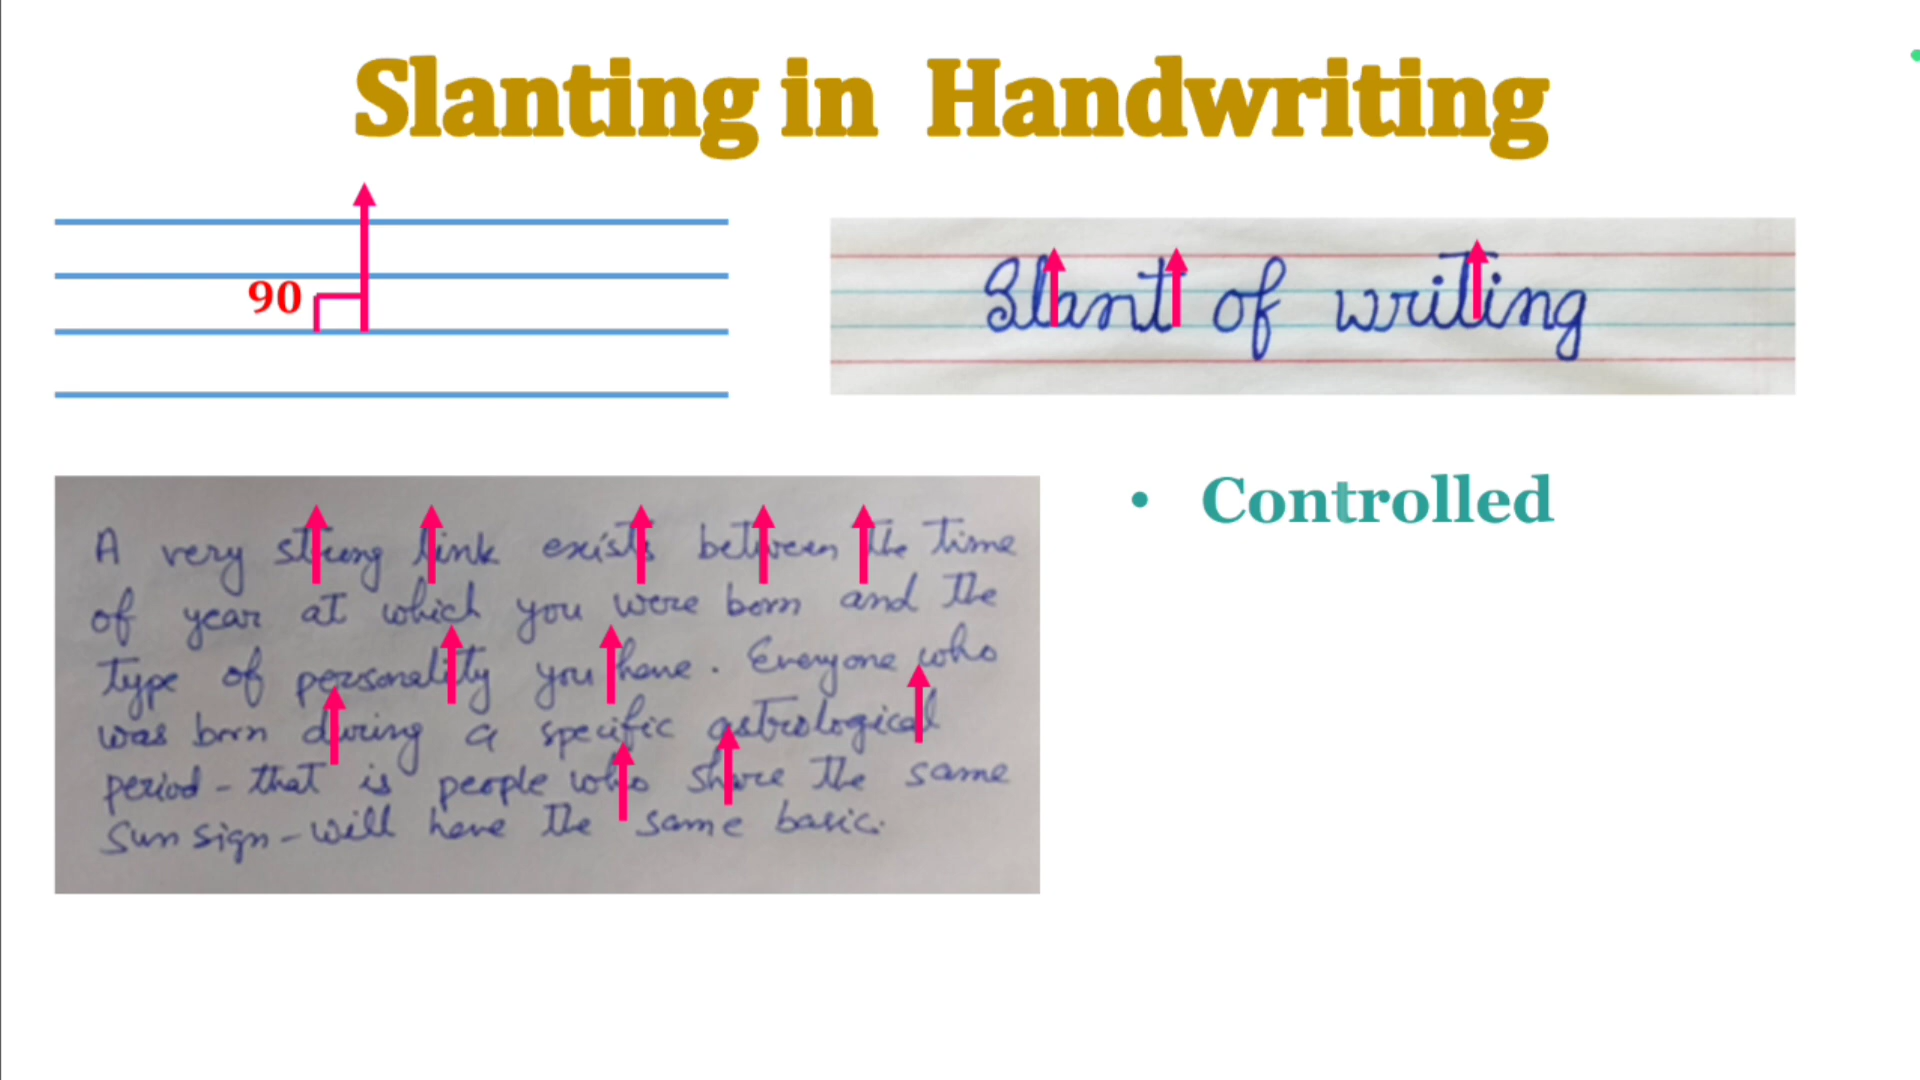 Slanting in Handwriting
90
Slant of writing
A very strong link exists between the time
of year at which you were born and the
type of personality you have. Everyone who
was born during a specific astrological
period - that is people who share the same
sun sign - will have the same basic.
• Controlled